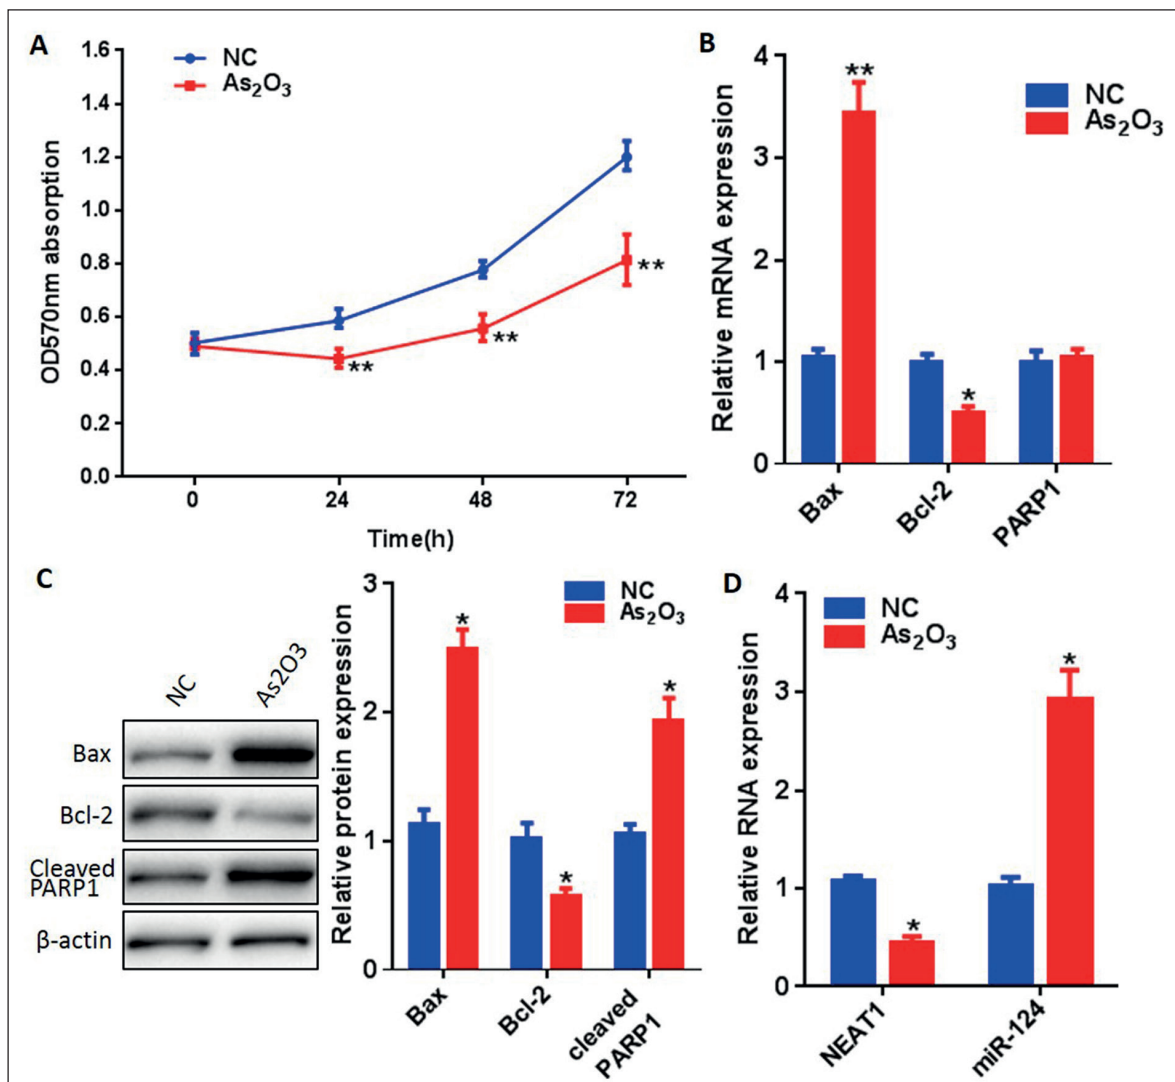 A
1.6
1.4
1.2
1.0
0.8
0.6
0.4
0.2
0.0
OD570nm absorption
NC
As₂O₃
**
**
**
0
24
48
72
Time(h)
B
4
3
2
1
0
Relative mRNA expression
NC
As₂O₃
**
*
Bax
Bcl-2
PARP1
C
NC
As2O3
Bax
Bcl-2
Cleaved
PARP1
β-actin
3
2
1
0
Relative protein expression
NC
As₂O₃
*
*
*
Bax
Bcl-2
cleaved
PARP1
D
4
3
2
1
0
Relative RNA expression
NC
As₂O₃
*
*
NEAT1
miR-124